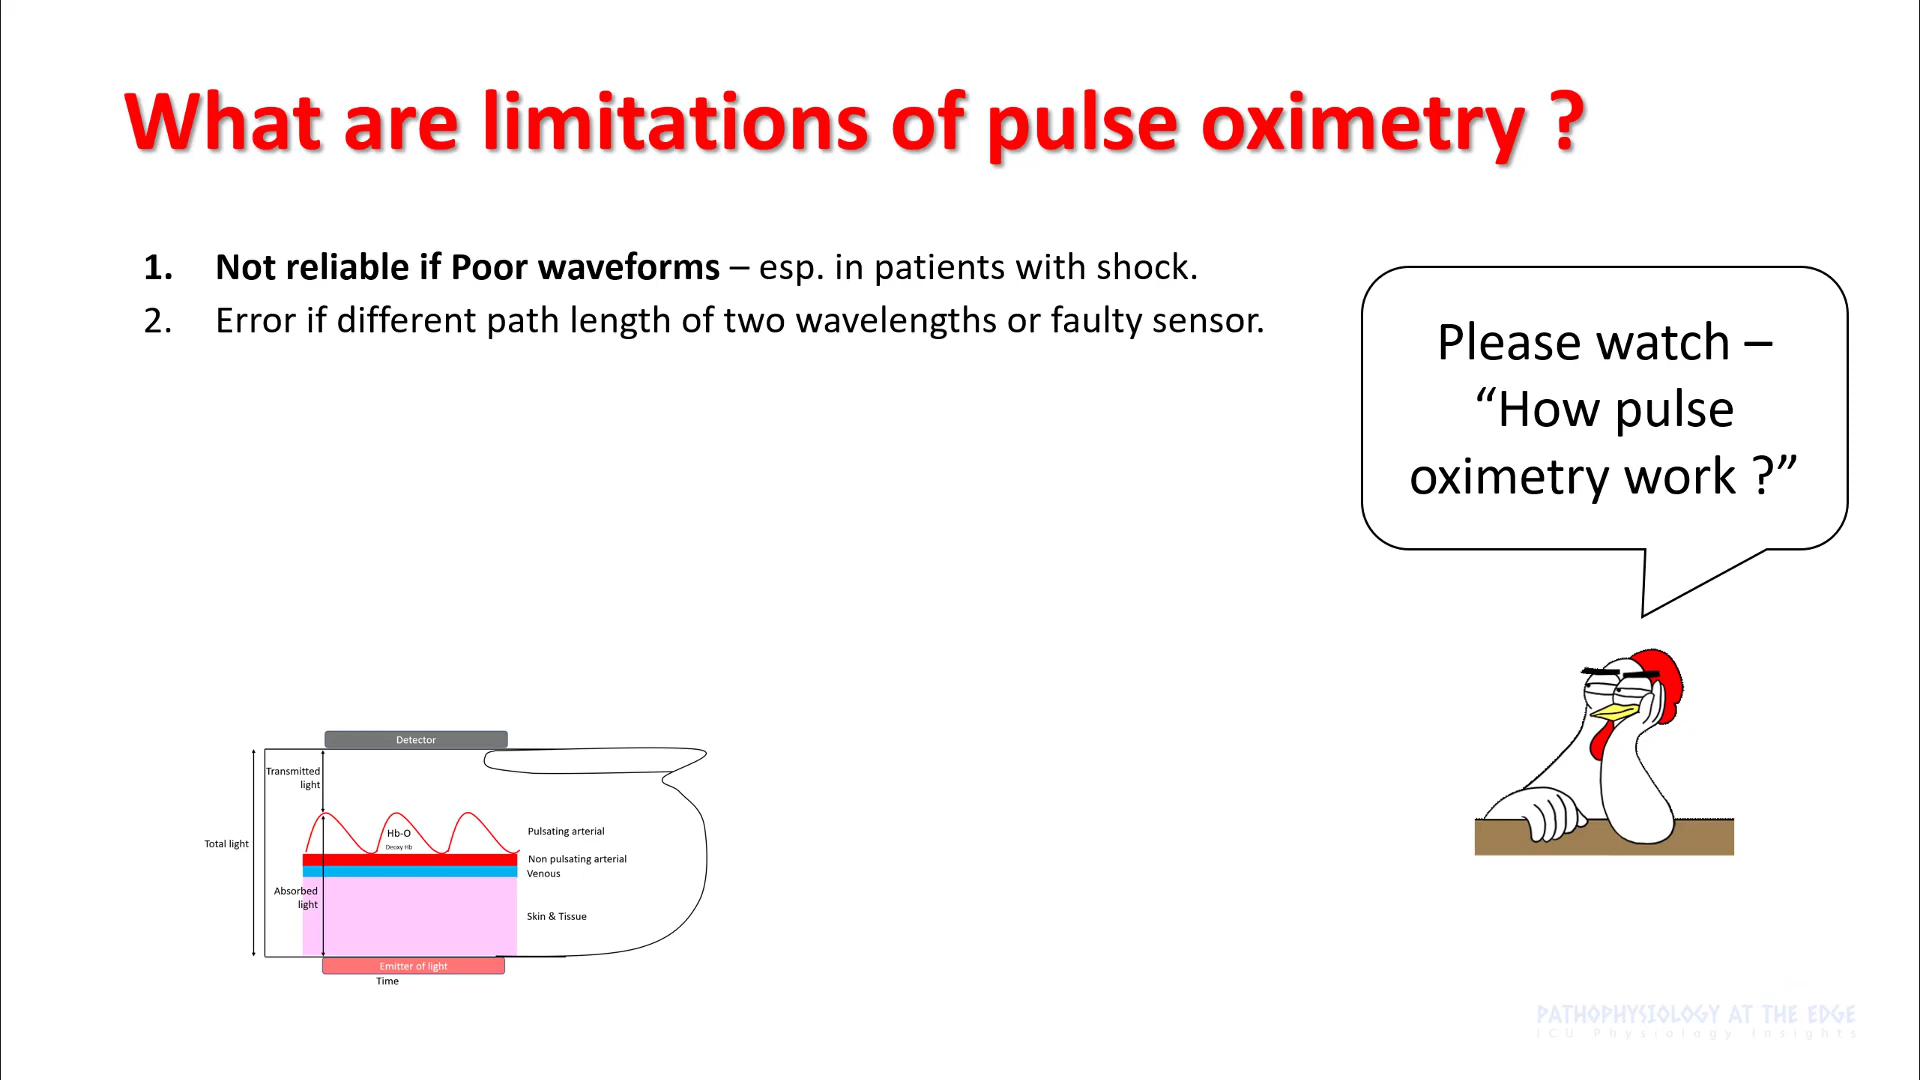 What are limitations of pulse oximetry ?
1. Not reliable if Poor waveforms – esp. in patients with shock.
2. Error if different path length of two wavelengths or faulty sensor.
Please watch –
“How pulse
oximetry work ?”
Detector
Transmitted
light
Hb-O
Deoxy Hb
Pulsating arterial
Total light
Non pulsating arterial
Venous
Absorbed
light
Skin & Tissue
Emitter of light
Time
PATHOPHYSIOLOGY AT THE EDGE
ICU Physiology Insights